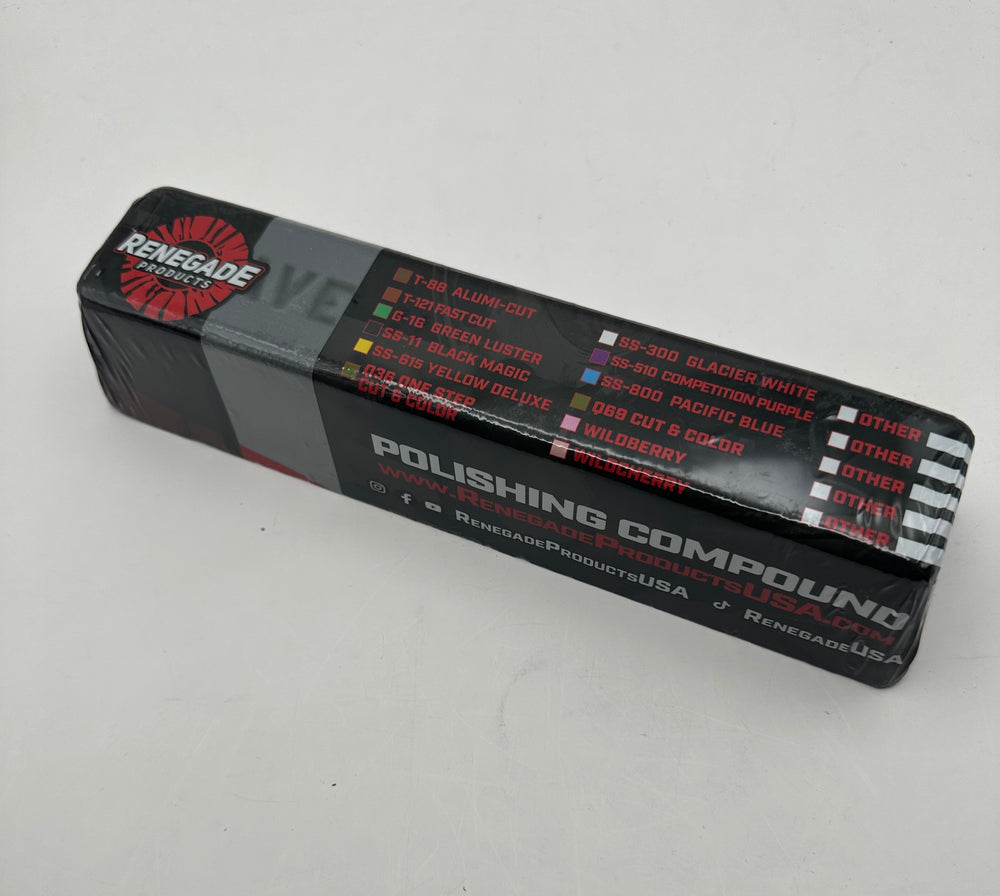 RENEGADE
PRODUCTS
T-88 ALUMI-CUT
T-121 FAST CUT
G-16 GREEN LUSTER
SS-11 BLACK MAGIC
SS-615 YELLOW DELUXE
Q36 ONE STEP
CUT & COLOR
SS-300 GLACIER WHITE
SS-510 COMPETITION PURPLE
SS-800 PACIFIC BLUE
Q69 CUT & COLOR
WILDBERRY
WILDCHERRY
OTHER
OTHER
OTHER
OTHER
OTHER
POLISHING COMPOUND
www.RenegadeProductsUSA.com
RenegadeProductsUSA
RenegadeUSA